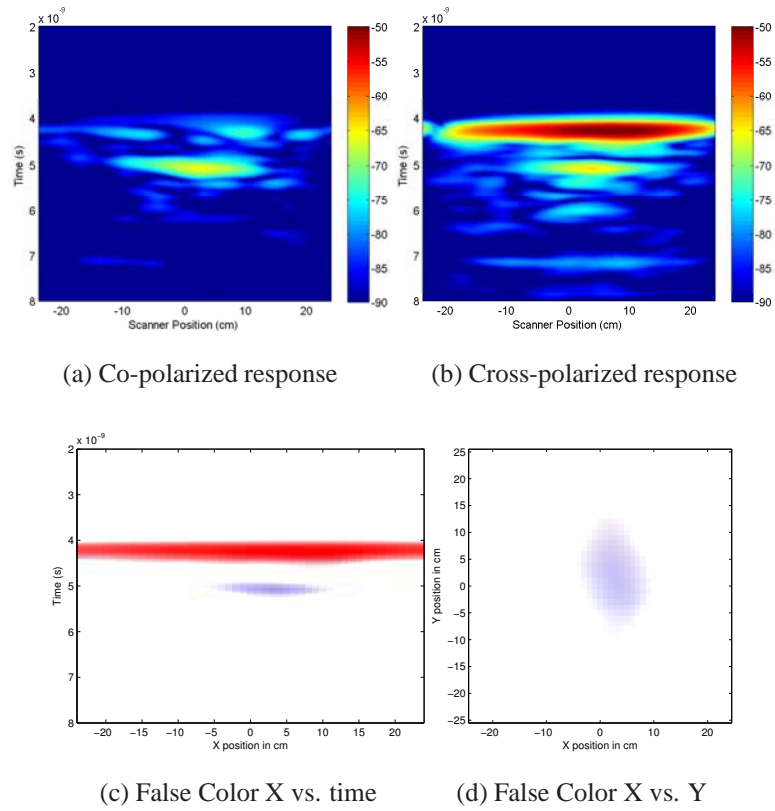 x 10⁻⁹
2
3
4
5
6
7
8
Time (s)
-20 -10 0 10 20
Scanner Position (cm)
-50
-55
-60
-65
-70
-75
-80
-85
-90
(a) Co-polarized response
x 10⁻⁹
2
3
4
5
6
7
8
Time (s)
-20 -10 0 10 20
Scanner Position (cm)
-50
-55
-60
-65
-70
-75
-80
-85
-90
(b) Cross-polarized response
x 10⁻⁹
2
3
4
5
6
7
8
Time (s)
−20 −15 −10 −5 0 5 10 15 20
X position in cm
(c) False Color X vs. time
25
20
15
10
5
0
−5
−10
−15
−20
−25
Y position in cm
−20 −10 0 10 20
X position in cm
(d) False Color X vs. Y